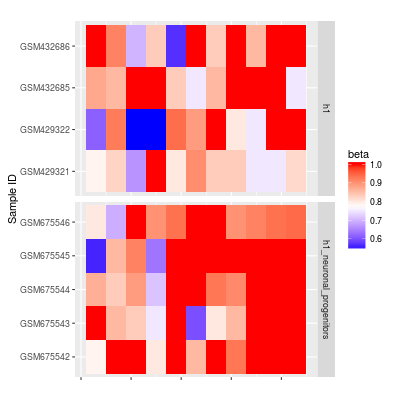 Sample ID
GSM432686
GSM432685
GSM429322
GSM429321
h1
GSM675546
GSM675545
GSM675544
GSM675543
GSM675542
h1_neuronal_progenitors
beta
1.0
0.9
0.8
0.7
0.6